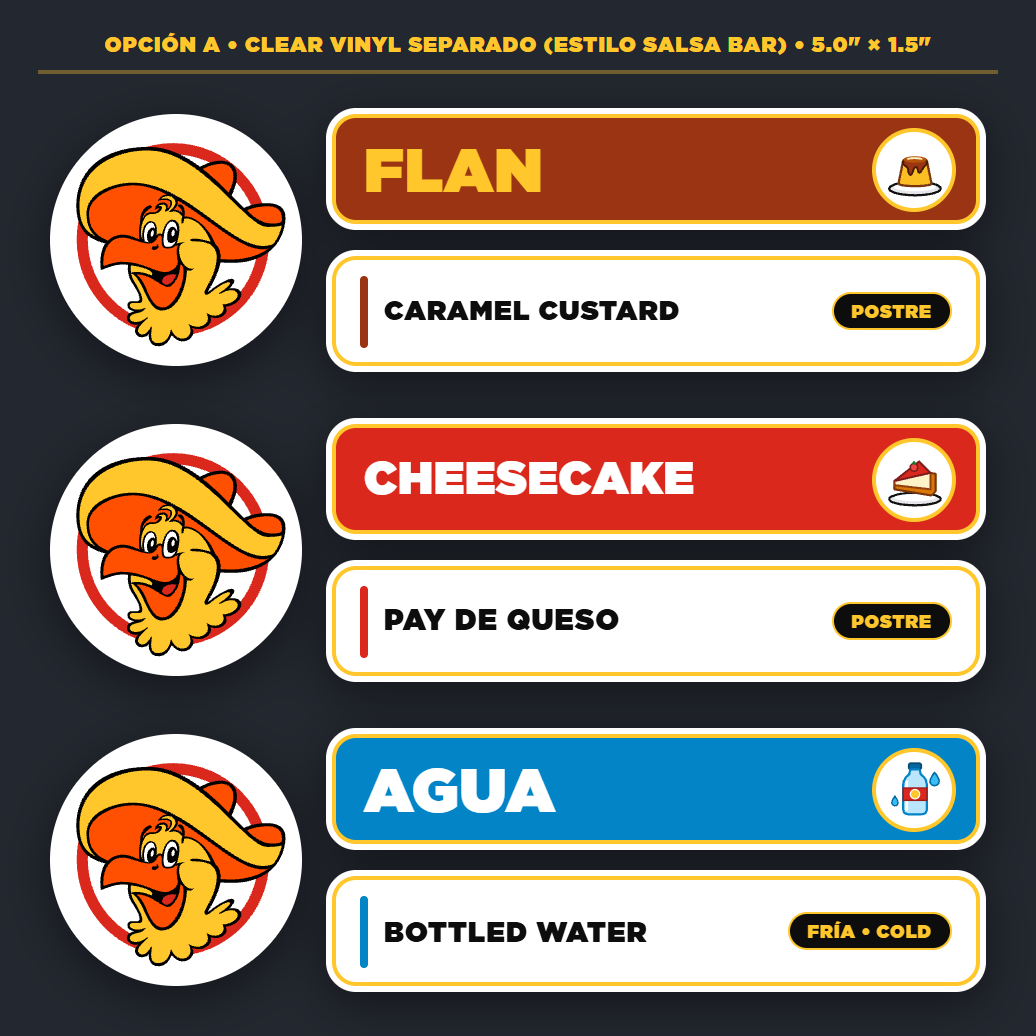 OPCIÓN A • CLEAR VINYL SEPARADO (ESTILO SALSA BAR) • 5.0" × 1.5"
FLAN
CARAMEL CUSTARD
POSTRE
CHEESECAKE
PAY DE QUESO
POSTRE
AGUA
BOTTLED WATER
FRÍA • COLD